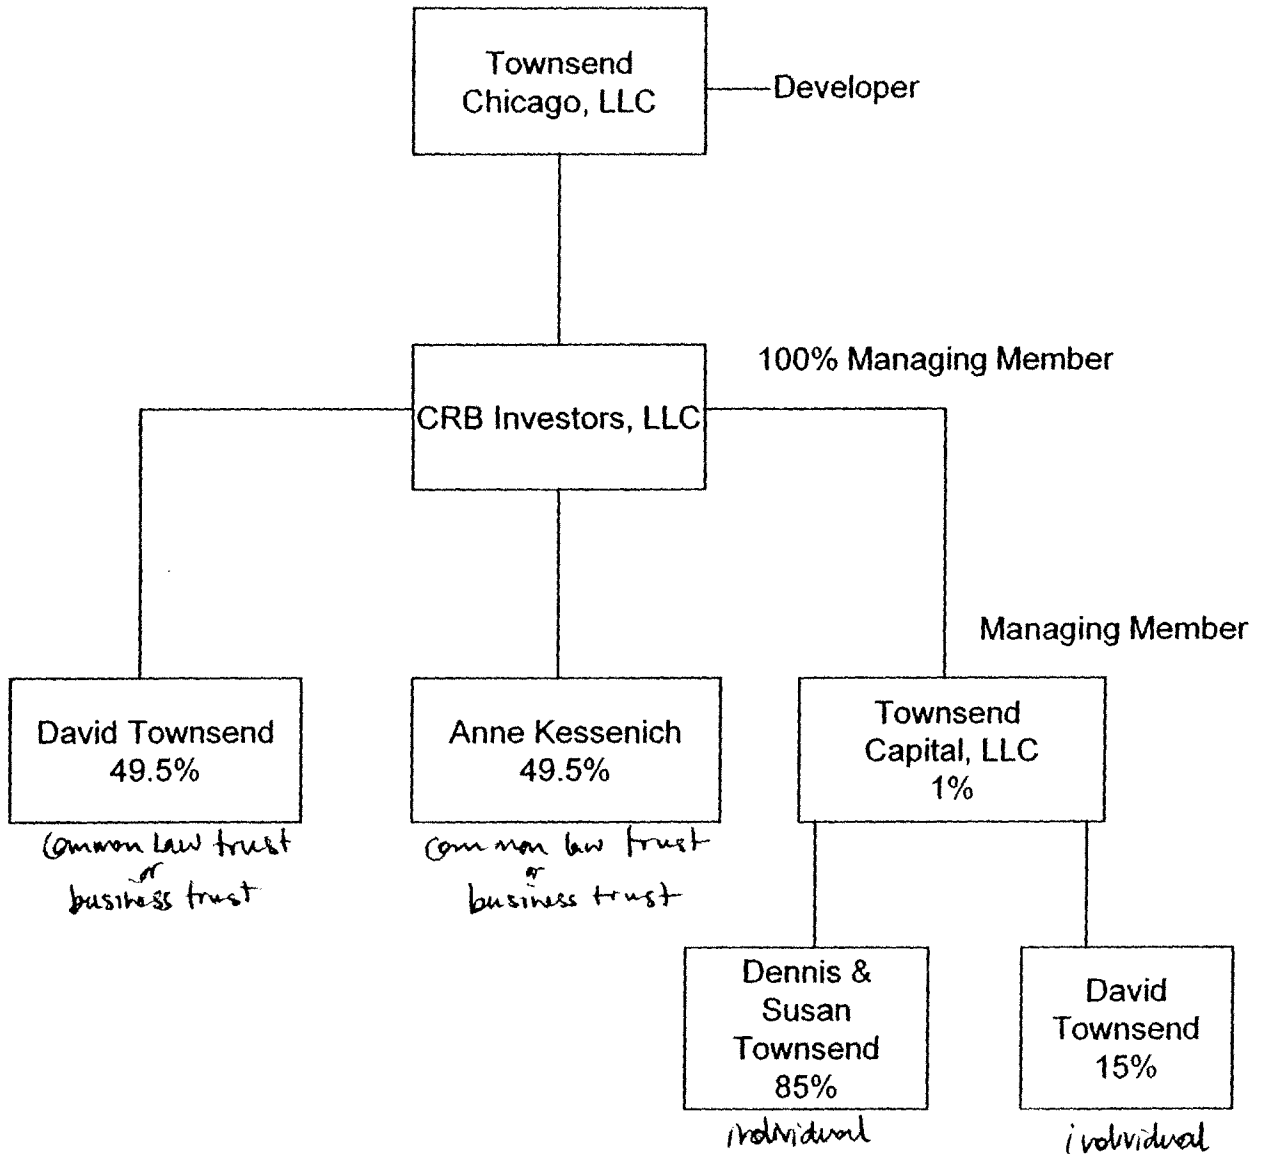 Townsend
Chicago, LLC
Developer
100% Managing Member
CRB Investors, LLC
Managing Member
David Townsend
49.5%
Anne Kessenich
49.5%
Townsend
Capital, LLC
1%
common law trust
or
business trust
common law trust
or
business trust
Dennis &
Susan
Townsend
85%
David
Townsend
15%
individual
individual